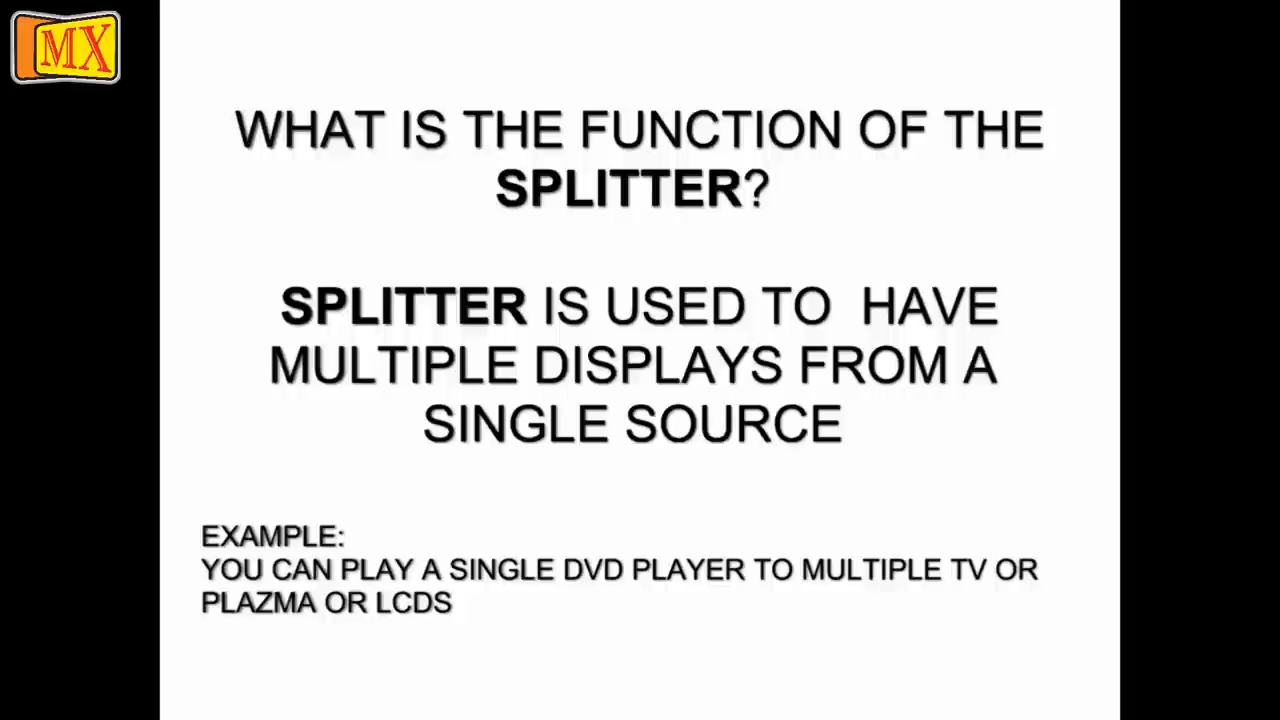 MX
WHAT IS THE FUNCTION OF THE
SPLITTER?
SPLITTER IS USED TO HAVE
MULTIPLE DISPLAYS FROM A
SINGLE SOURCE
EXAMPLE:
YOU CAN PLAY A SINGLE DVD PLAYER TO MULTIPLE TV OR
PLAZMA OR LCDS